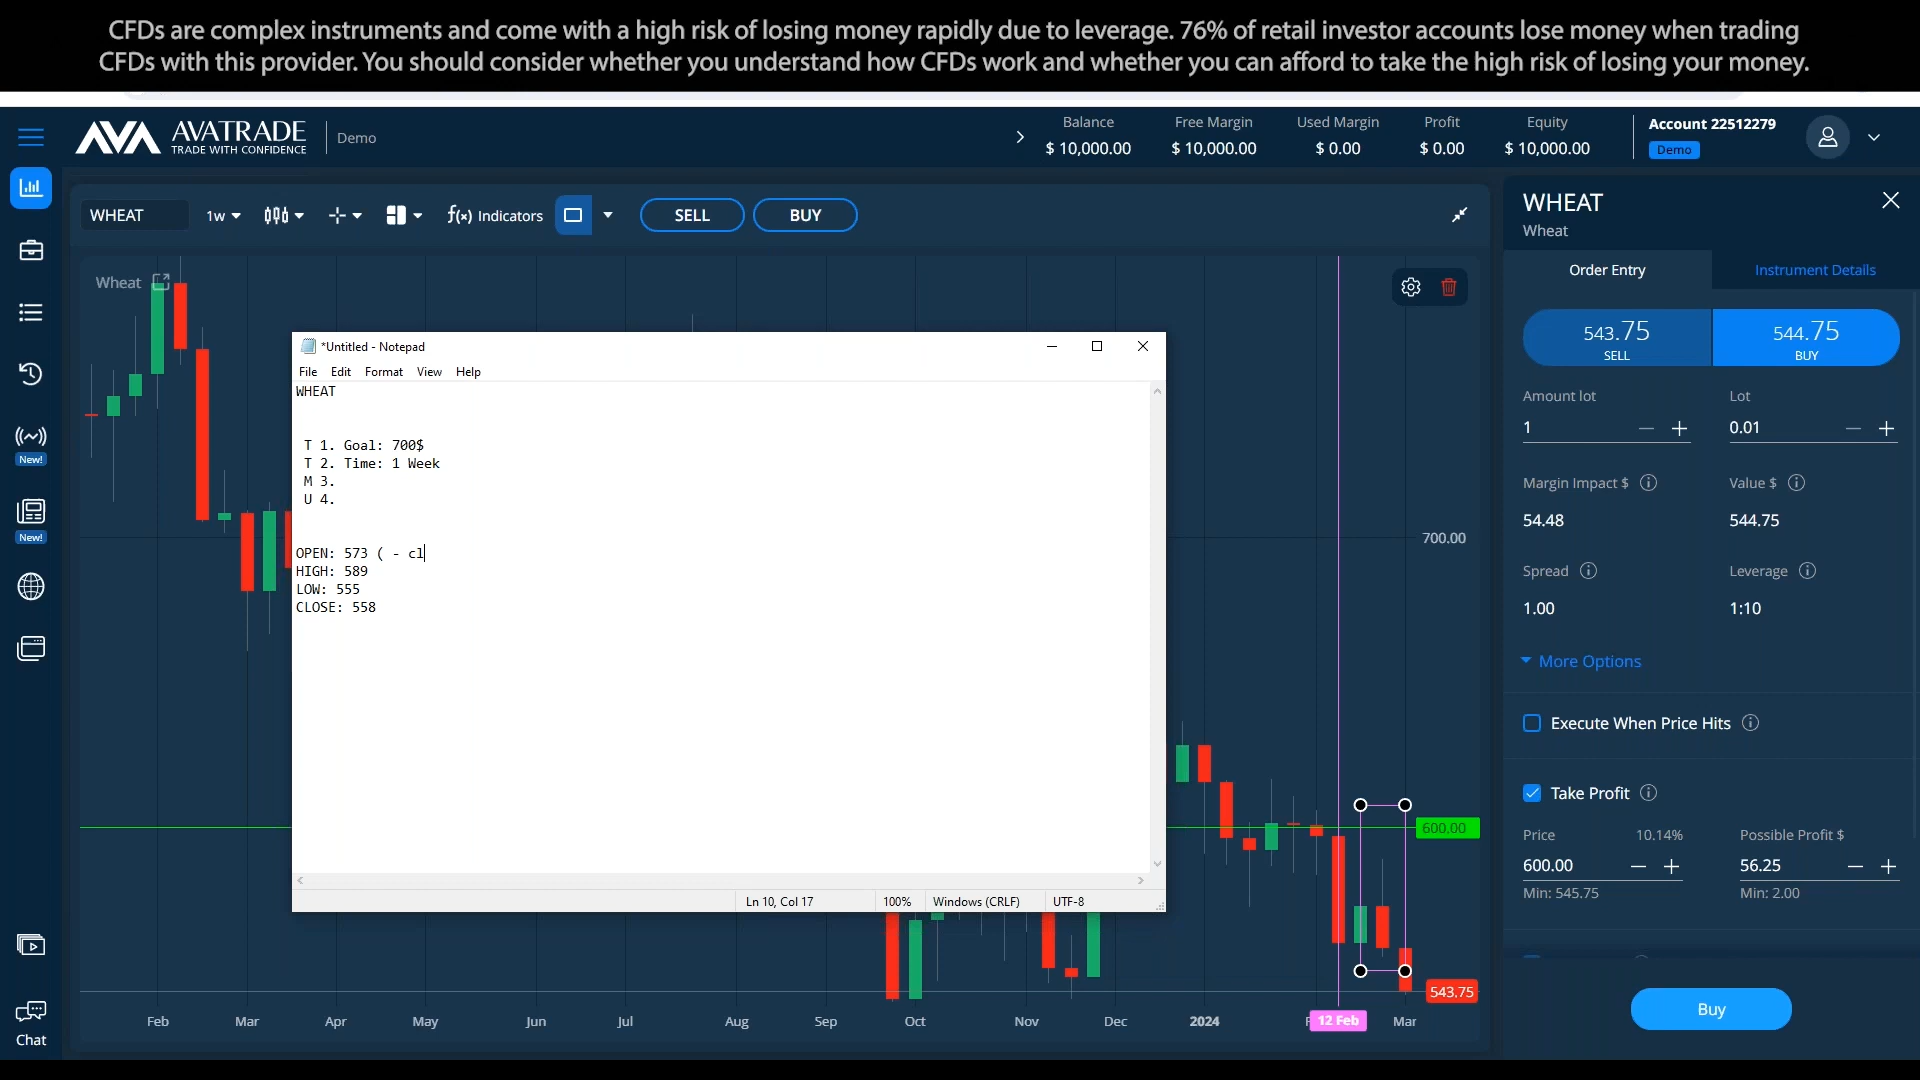 CFDs are complex instruments and come with a high risk of losing money rapidly due to leverage. 76% of retail investor accounts lose money when trading
CFDs with this provider. You should consider whether you understand how CFDs work and whether you can afford to take the high risk of losing your money.
AVATRADE
TRADE WITH CONFIDENCE
Demo
Balance
$ 10,000.00
Free Margin
$ 10,000.00
Used Margin
$ 0.00
Profit
$ 0.00
Equity
$ 10,000.00
Account 22512279
Demo
WHEAT
1w
f(x) Indicators
SELL
BUY
Wheat
*Untitled - Notepad
File Edit Format View Help
WHEAT
T 1. Goal: 700$
T 2. Time: 1 Week
M 3.
U 4.
OPEN: 573 ( - cl
HIGH: 589
LOW: 555
CLOSE: 558
Ln 10, Col 17
100%
Windows (CRLF)
UTF-8
700.00
600.00
543.75
Feb Mar Apr May Jun Jul Aug Sep Oct Nov Dec 2024 12 Feb Mar
New!
New!
Chat
WHEAT
Wheat
Order Entry
Instrument Details
543.75
SELL
544.75
BUY
Amount lot
1
Lot
0.01
Margin Impact $
54.48
Value $
544.75
Spread
1.00
Leverage
1:10
More Options
Execute When Price Hits
Take Profit
Price 10.14%
600.00
Min: 545.75
Possible Profit $
56.25
Min: 2.00
Buy